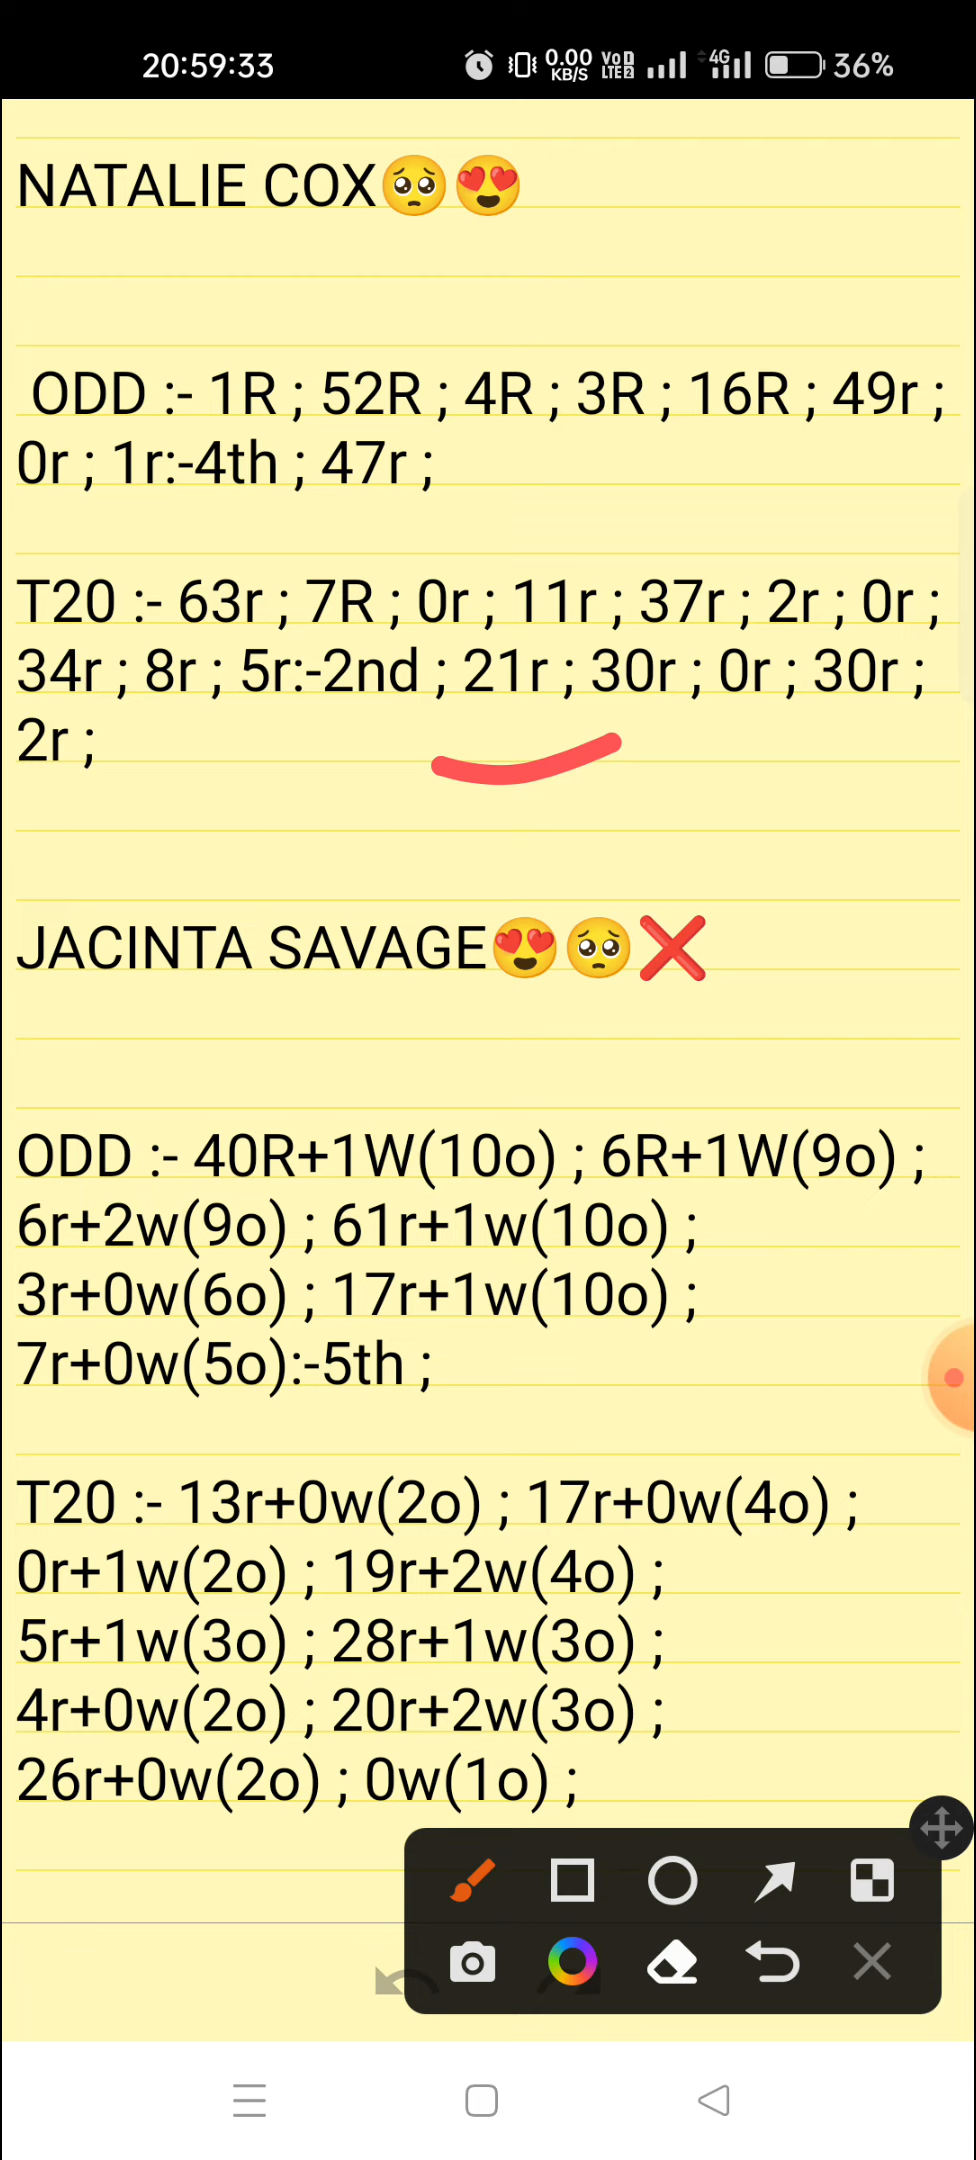 20:59:33 0.00 KB/S VoLTE 1 2 4G 36%
NATALIE COX🥺😍
ODD :- 1R ; 52R ; 4R ; 3R ; 16R ; 49r ;
0r ; 1r:-4th ; 47r ;
T20 :- 63r ; 7R ; 0r ; 11r ; 37r ; 2r ; 0r ;
34r ; 8r ; 5r:-2nd ; 21r ; 30r ; 0r ; 30r ;
2r ;
JACINTA SAVAGE😍🥺❌
ODD :- 40R+1W(10o) ; 6R+1W(9o) ;
6r+2w(9o) ; 61r+1w(10o) ;
3r+0w(6o) ; 17r+1w(10o) ;
7r+0w(5o):-5th ;
T20 :- 13r+0w(2o) ; 17r+0w(4o) ;
0r+1w(2o) ; 19r+2w(4o) ;
5r+1w(3o) ; 28r+1w(3o) ;
4r+0w(2o) ; 20r+2w(3o) ;
26r+0w(2o) ; 0w(1o) ;